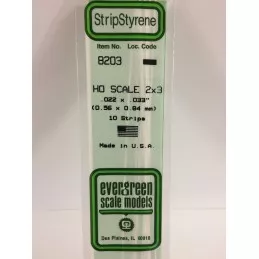 StripStyrene
Item No. Loc. Code
8203
HO SCALE 2x3
.022 x .033"
(0.56 x 0.84 mm)
10 Strips
Made in U.S.A.
evergreen
scale models
Des Plaines, IL 60018